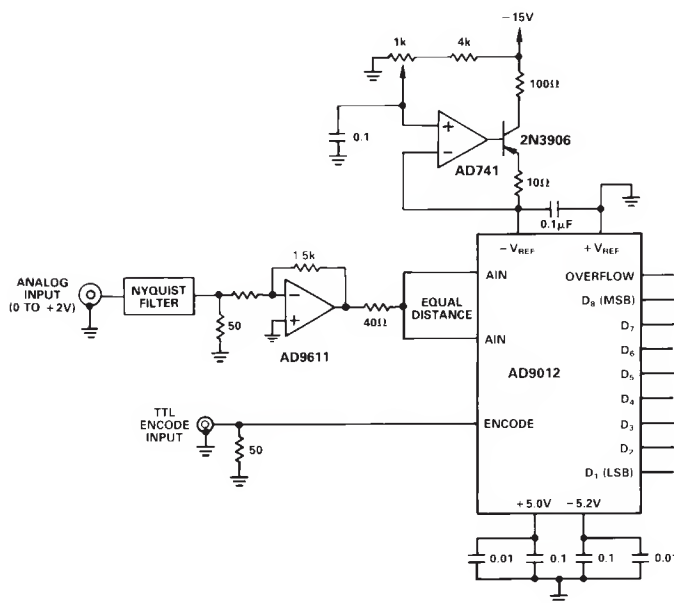 −15V
1k
4k
100Ω
2N3906
0.1
+
−
AD741
10Ω
0.1μF
− VREF
+ VREF
1 5k
ANALOG
INPUT
(0 TO +2V)
NYQUIST
FILTER
50
−
+
AD9611
40Ω
EQUAL
DISTANCE
AIN
AIN
OVERFLOW
D8 (MSB)
D7
D6
D5
D4
D3
D2
D1 (LSB)
AD9012
TTL
ENCODE
INPUT
50
ENCODE
+5.0V
−5.2V
0.01
0.1
0.1
0.01